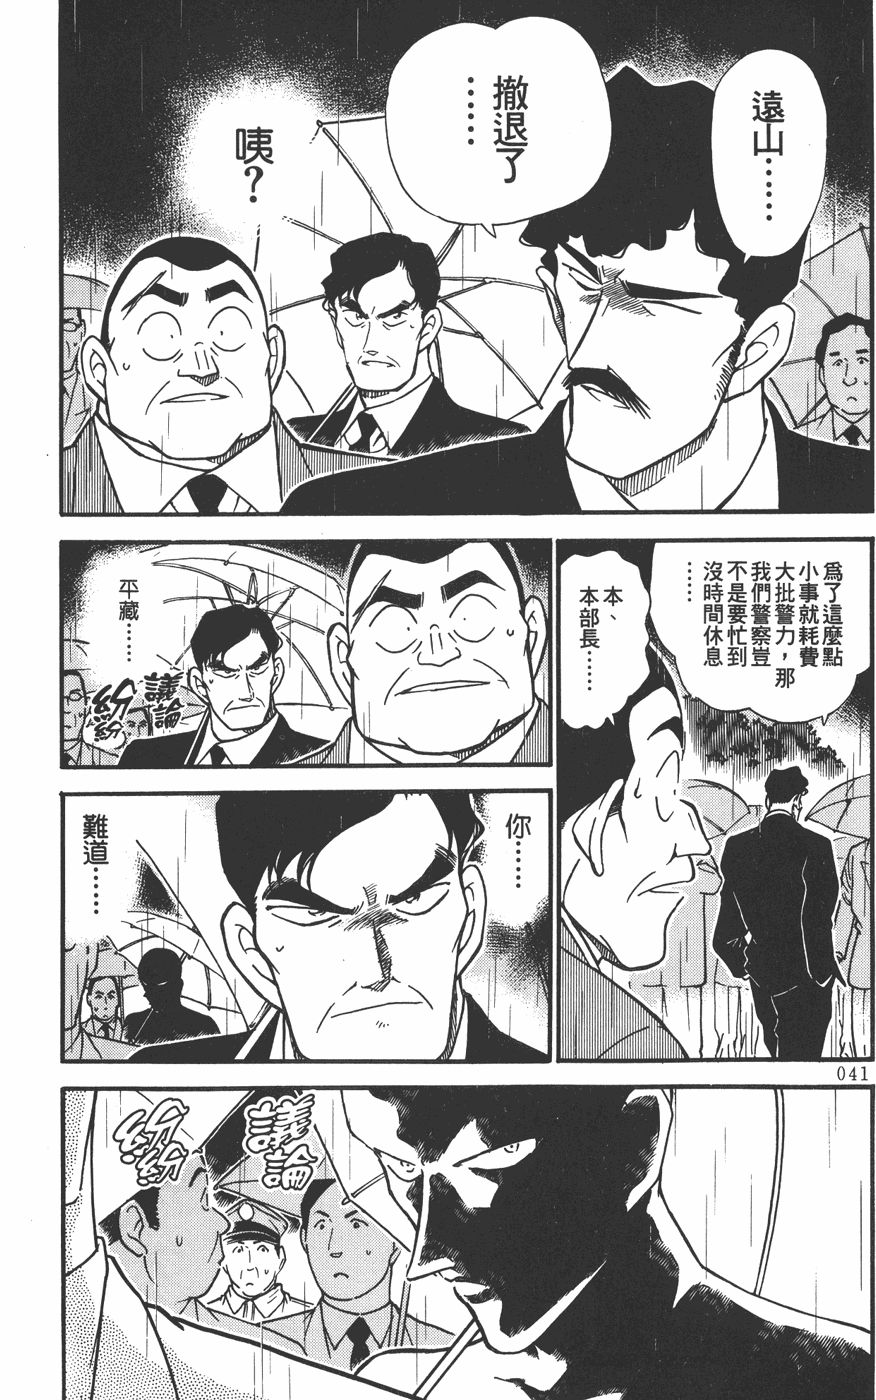 遠山……
撤退了
……
咦？
為了這麼點
小事就耗費
大批警力，那
我們警察豈
不是要忙到
沒時間休息
……
本、
本部長……
平藏……
議論
紛紛
你……
難道……
041
議論
紛紛